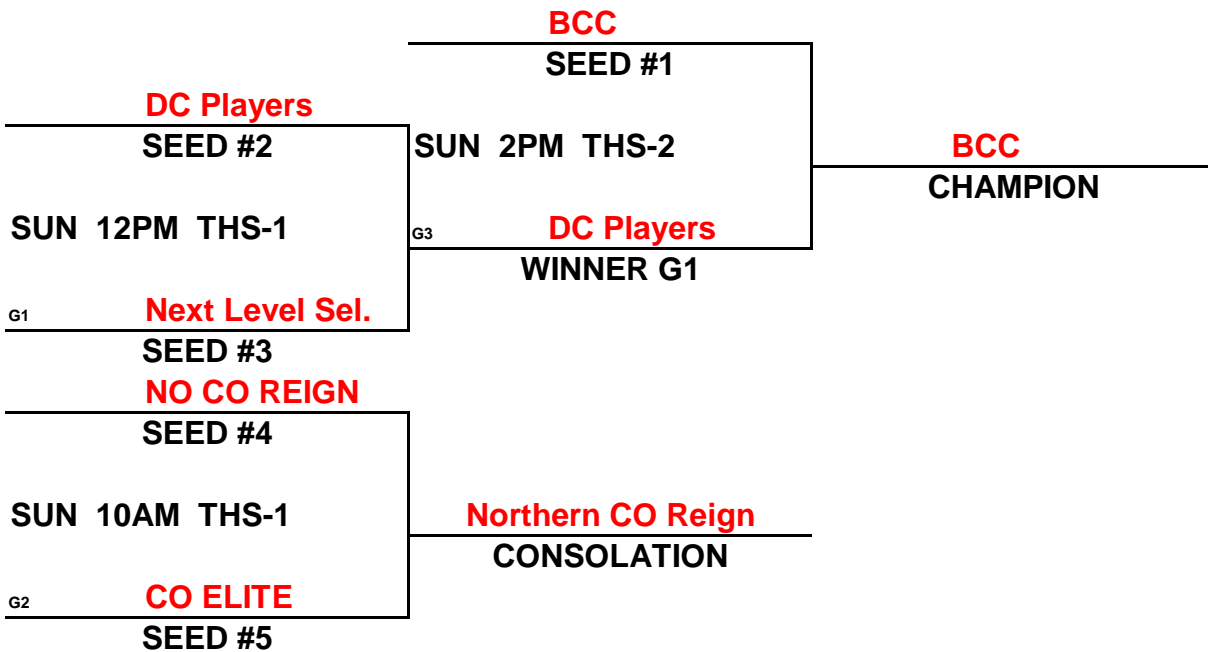 BCC
SEED #1
DC Players
SEED #2
SUN 2PM THS-2
BCC
CHAMPION
SUN 12PM THS-1
G3 DC Players
WINNER G1
G1 Next Level Sel.
SEED #3
NO CO REIGN
SEED #4
SUN 10AM THS-1
Northern CO Reign
CONSOLATION
G2 CO ELITE
SEED #5